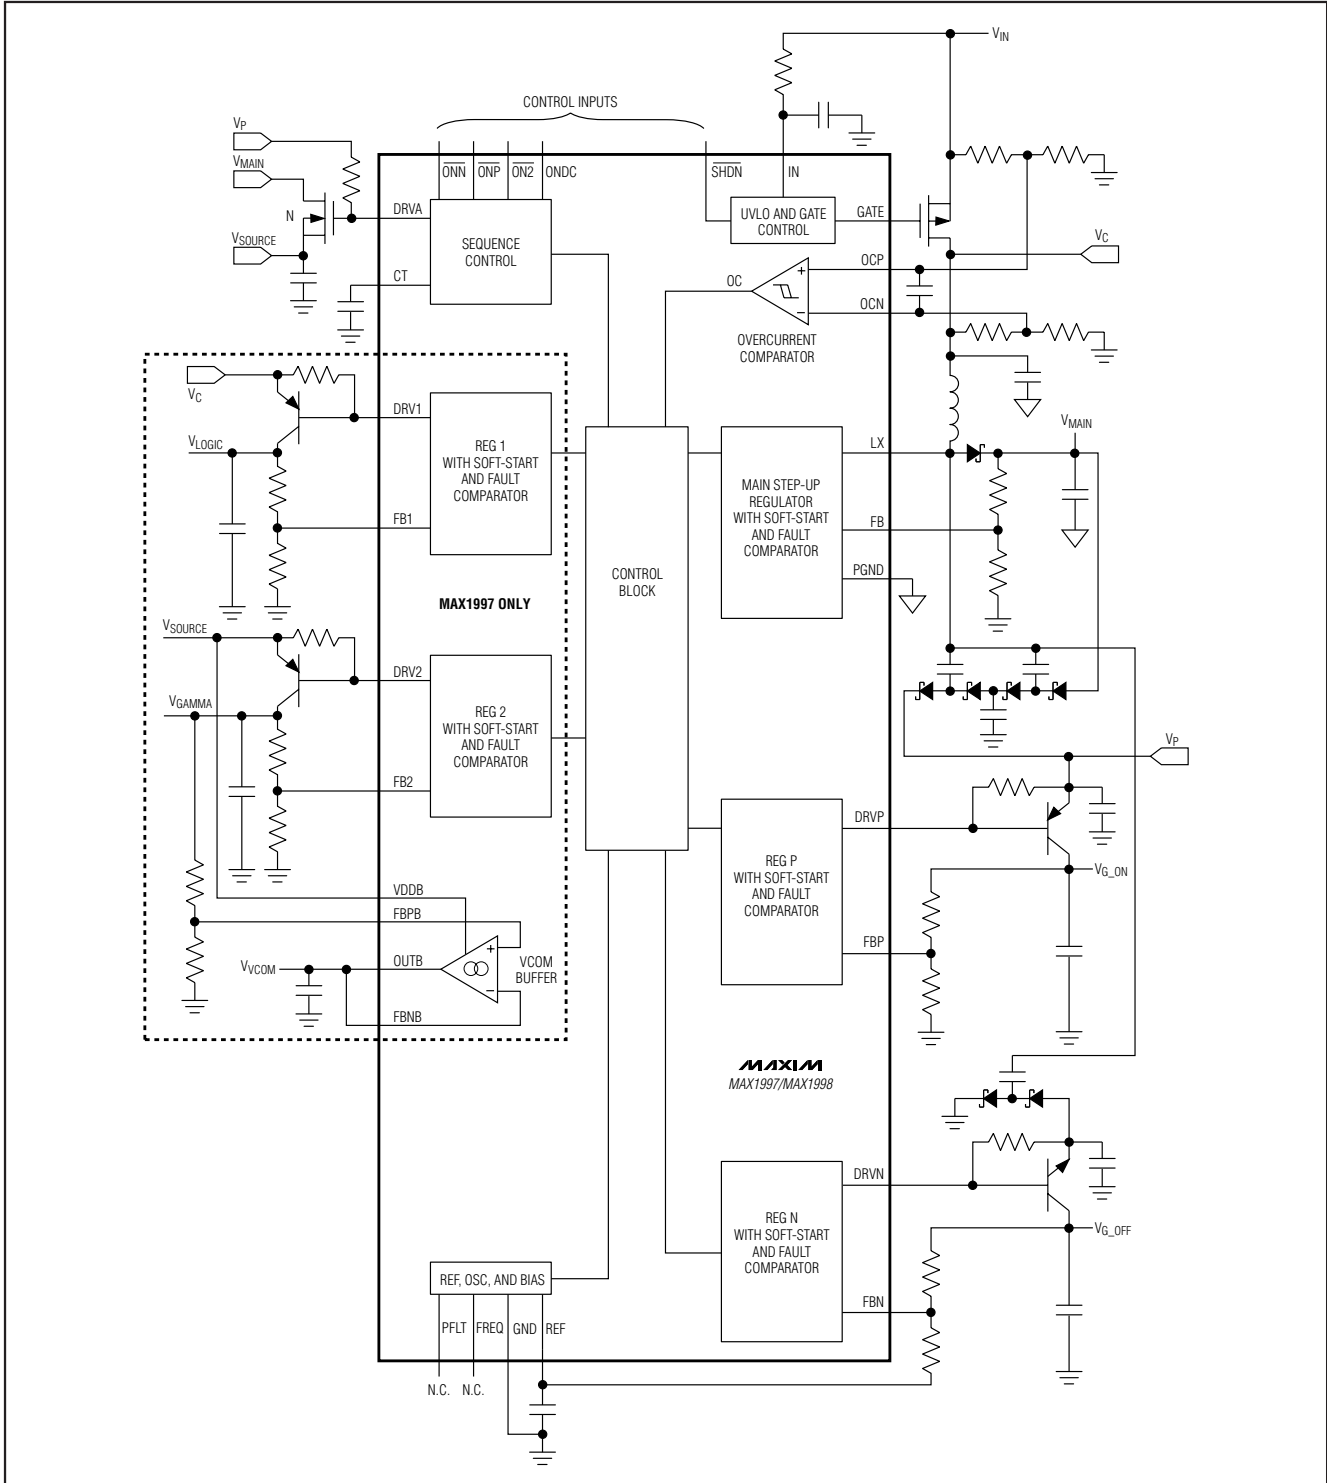 VIN
CONTROL INPUTS
VP
VMAIN
N
VSOURCE
ONN ONP ON2 ONDC
SHDN
IN
DRVA
SEQUENCE
CONTROL
CT
UVLO AND GATE
CONTROL
GATE
VC
OCP
OC
+
−
OCN
OVERCURRENT
COMPARATOR
VC
DRV1
VLOGIC
REG 1
WITH SOFT-START
AND FAULT
COMPARATOR
FB1
MAX1997 ONLY
CONTROL
BLOCK
MAIN STEP-UP
REGULATOR
WITH SOFT-START
AND FAULT
COMPARATOR
LX
VMAIN
FB
PGND
VSOURCE
DRV2
VGAMMA
REG 2
WITH SOFT-START
AND FAULT
COMPARATOR
FB2
VP
DRVP
REG P
WITH SOFT-START
AND FAULT
COMPARATOR
VG_ON
FBP
VDDB
FBPB
+
VVCOM
OUTB
−
VCOM
BUFFER
FBNB
MAXIM
MAX1997/MAX1998
DRVN
REG N
WITH SOFT-START
AND FAULT
COMPARATOR
VG_OFF
FBN
REF, OSC, AND BIAS
PFLT FREQ GND REF
N.C. N.C.